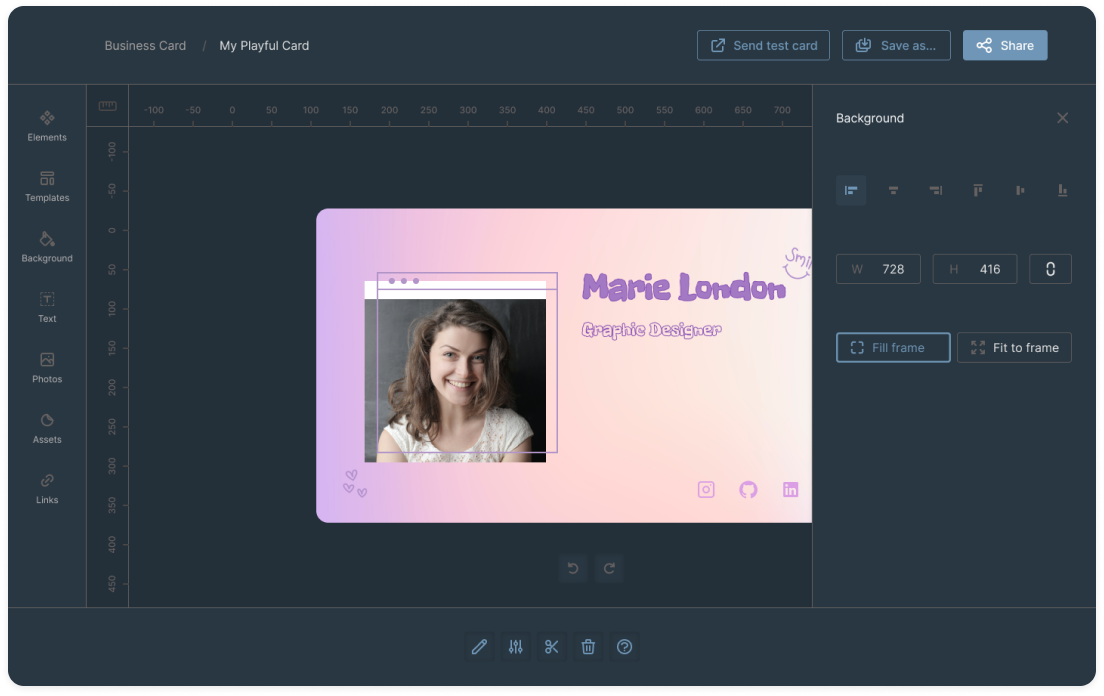 Business Card / My Playful Card
Send test card
Save as...
Share
-100 -50 0 50 100 150 200 250 300 350 400 450 500 550 600 650 700
Background
Elements
Templates
Background
Text
Photos
Assets
Links
-100
-50
0
50
100
150
200
250
300
350
400
450
Marie London
Graphic Designer
W 728
H 416
Fill frame
Fit to frame